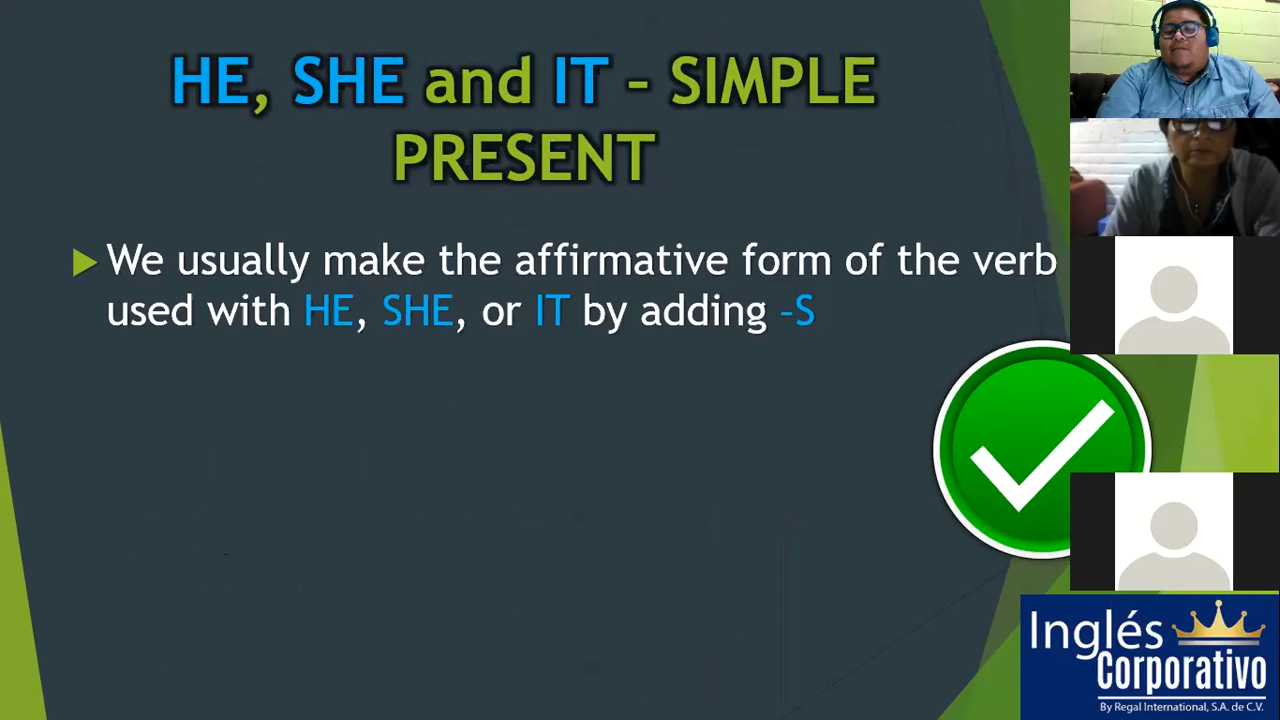 HE, SHE and IT – SIMPLE
PRESENT
We usually make the affirmative form of the verb
used with HE, SHE, or IT by adding –S
Inglés
Corporativo
By Regal International, S.A. de C.V.